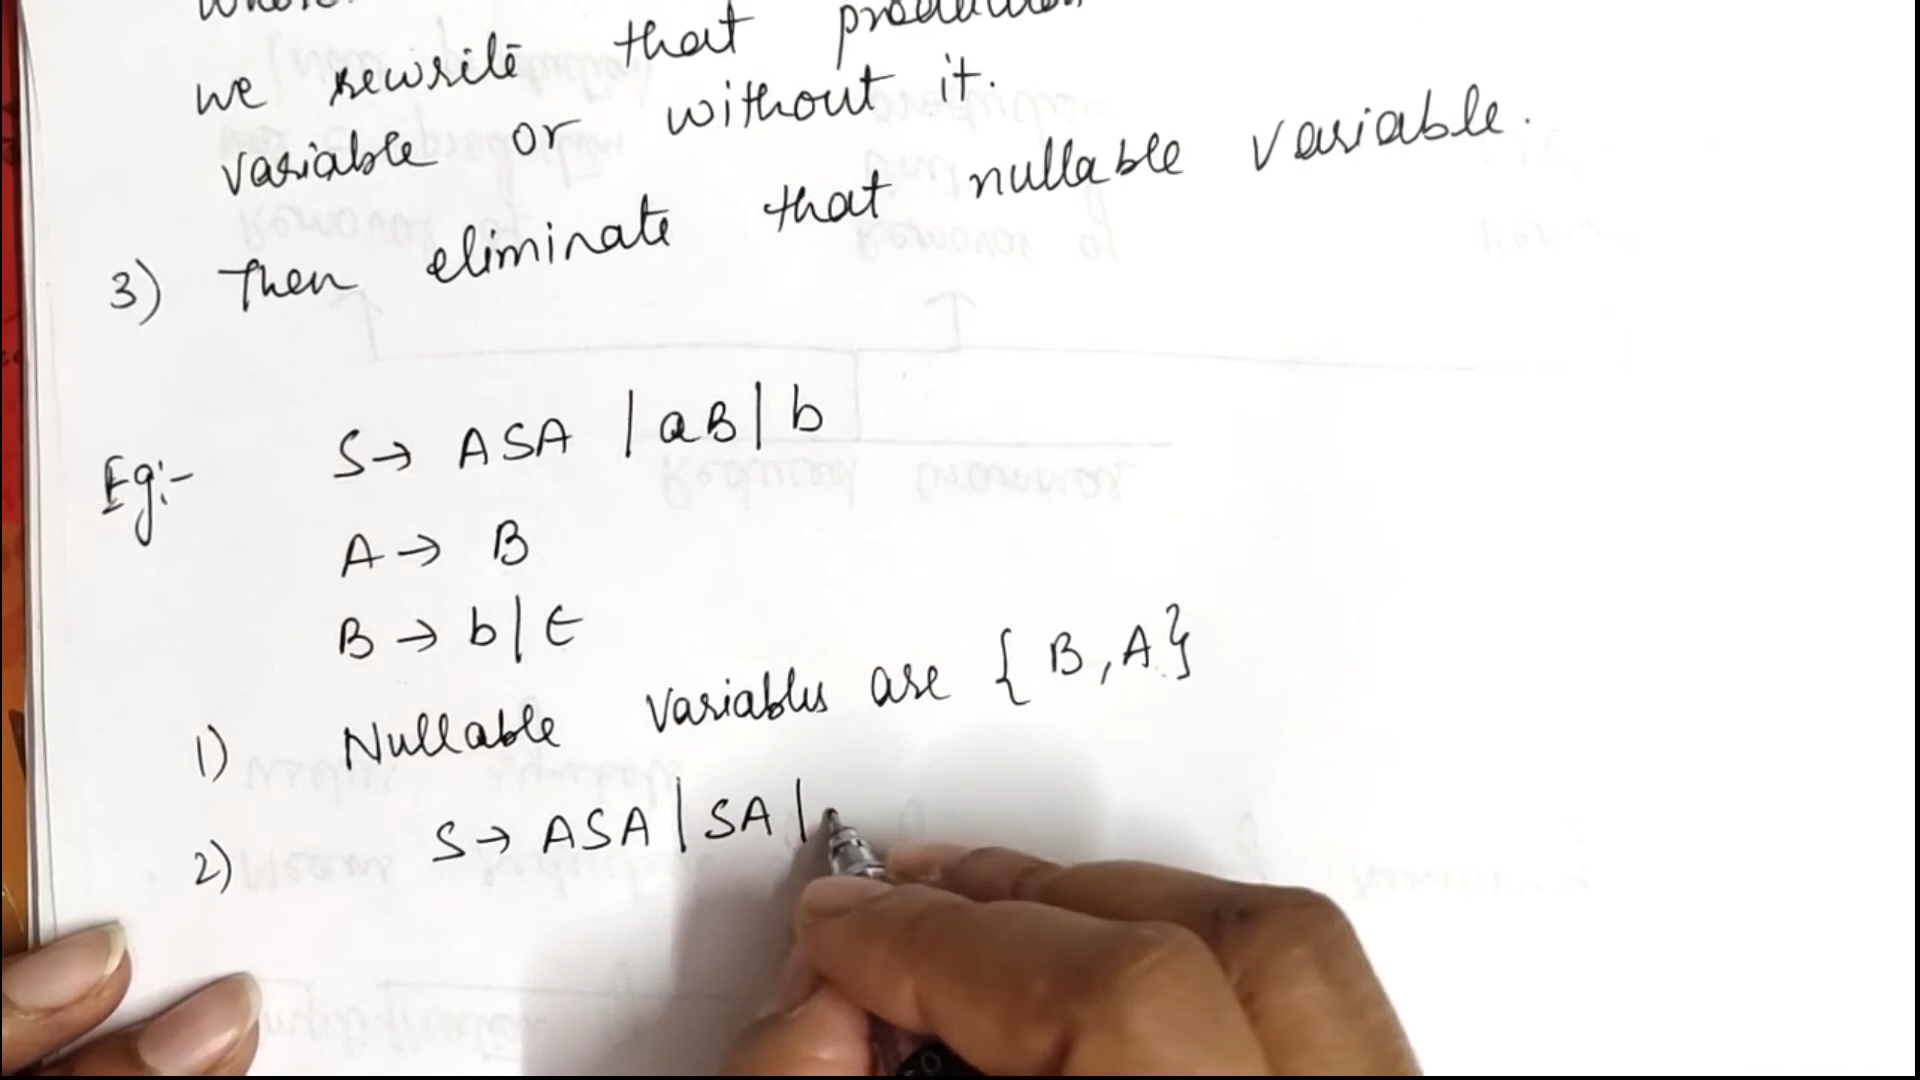 we rewrite that
variable or without it.
3) Then eliminate that nullable variable.
Eg:- S→ ASA | aB | b
A → B
B → b | ϵ
1) Nullable variables are { B, A }
2) S → ASA | SA |